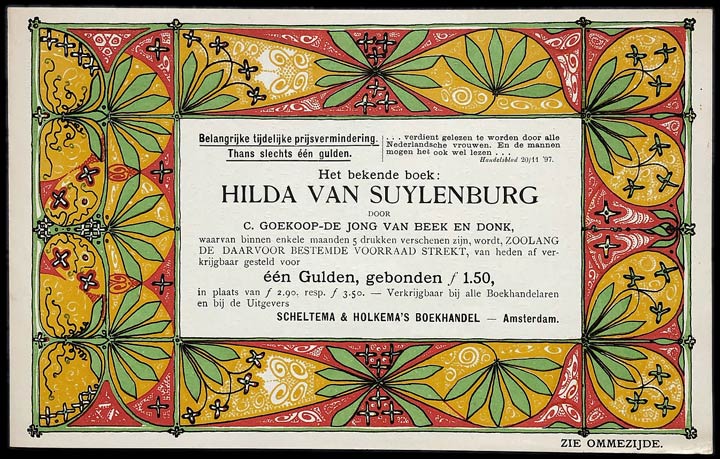 Belangrijke tijdelijke prijsvermindering.
Thans slechts één gulden.
. . . verdient gelezen te worden door alle
Nederlandsche vrouwen. En de mannen
mogen het ook wel lezen . . .
Handelsblad 20/11 '97.
Het bekende boek:
HILDA VAN SUYLENBURG
DOOR
C. GOEKOOP-DE JONG VAN BEEK EN DONK,
waarvan binnen enkele maanden 5 drukken verschenen zijn, wordt, ZOOLANG
DE DAARVOOR BESTEMDE VOORRAAD STREKT, van heden af ver-
krijgbaar gesteld voor
één Gulden, gebonden ƒ 1.50,
in plaats van ƒ 2.90, resp. ƒ 3.50. — Verkrijgbaar bij alle Boekhandelaren
en bij de Uitgevers
SCHELTEMA & HOLKEMA'S BOEKHANDEL — Amsterdam.
ZIE OMMEZIJDE.